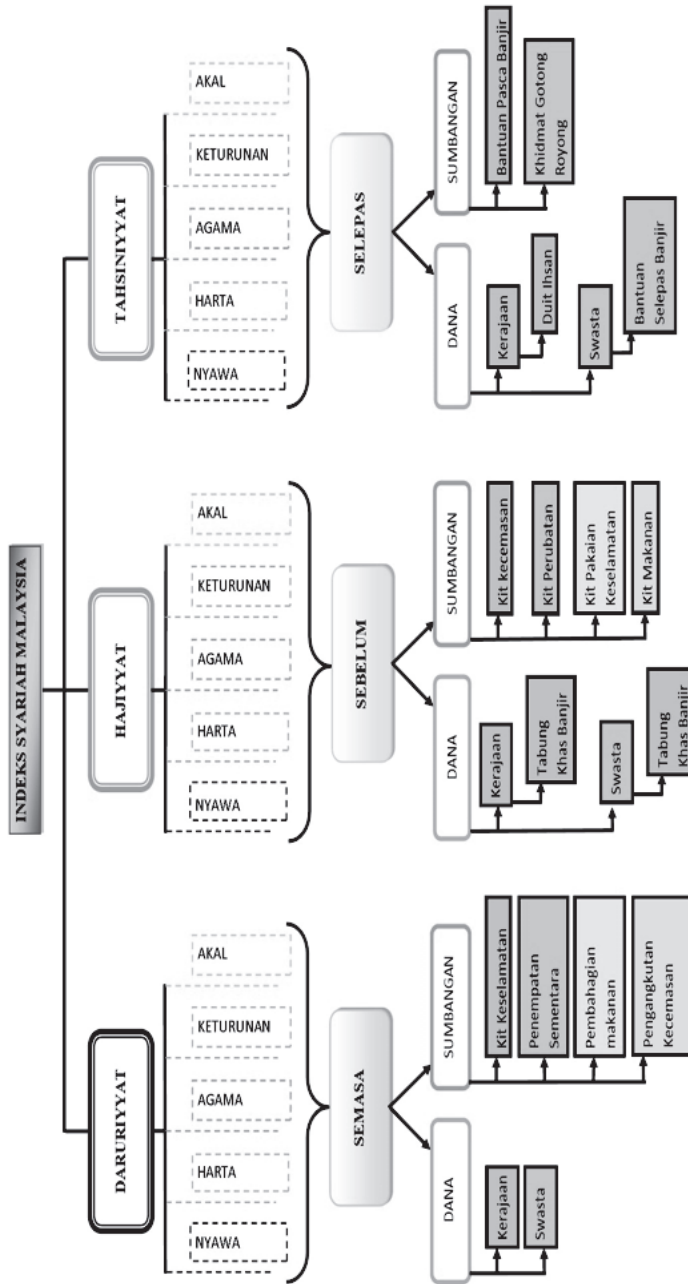 INDEKS SYARIAH MALAYSIA
DARURIYYAT
NYAWA
HARTA
AGAMA
KETURUNAN
AKAL
SEMASA
DANA
Kerajaan
Swasta
SUMBANGAN
Kit Keselamatan
Penempatan
Sementara
Pembahagian
makanan
Pengangkutan
Kecemasan
HAJIYYAT
NYAWA
HARTA
AGAMA
KETURUNAN
AKAL
SEBELUM
DANA
Kerajaan
Tabung
Khas Banjir
Swasta
Tabung
Khas Banjir
SUMBANGAN
Kit kecemasan
Kit Perubatan
Kit Pakaian
Keselamatan
Kit Makanan
TAHSINIYYAT
NYAWA
HARTA
AGAMA
KETURUNAN
AKAL
SELEPAS
DANA
Kerajaan
Duit Ihsan
Swasta
Bantuan
Selepas Banjir
SUMBANGAN
Bantuan Pasca Banjir
Khidmat Gotong
Royong